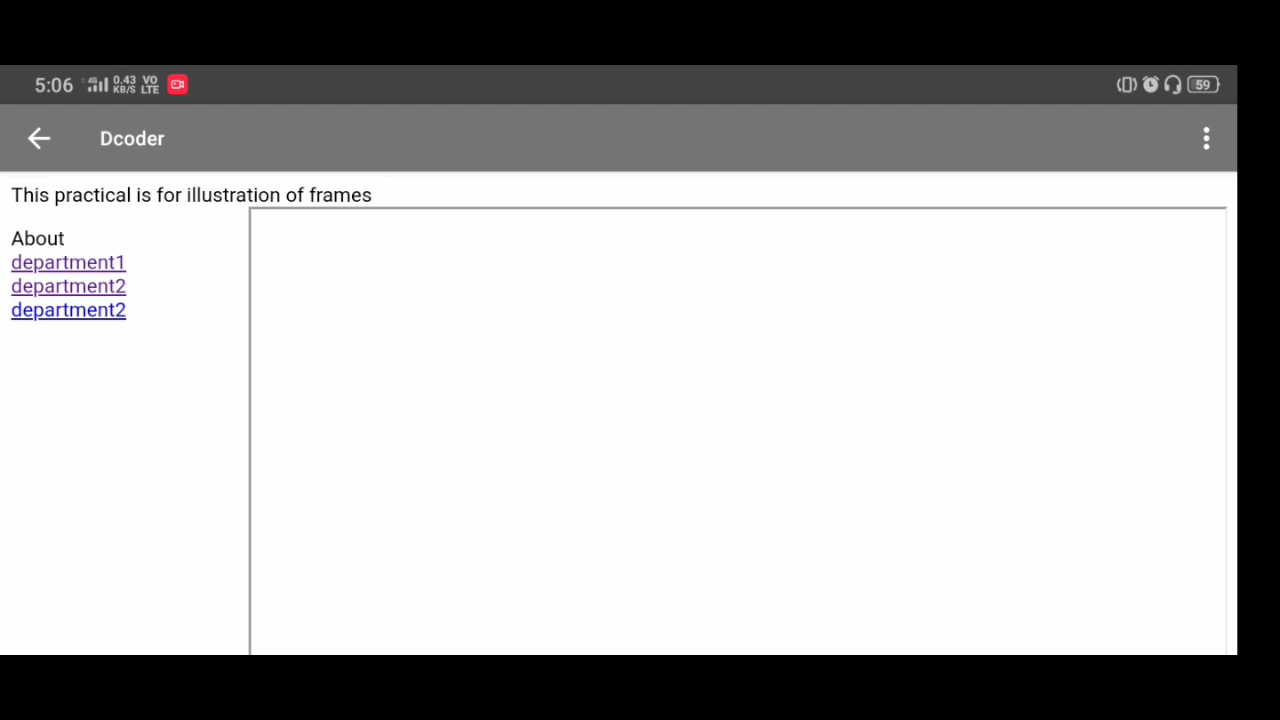 5:06 4G 0.43 KB/S VO LTE 59
Dcoder
This practical is for illustration of frames
About
department1
department2
department2